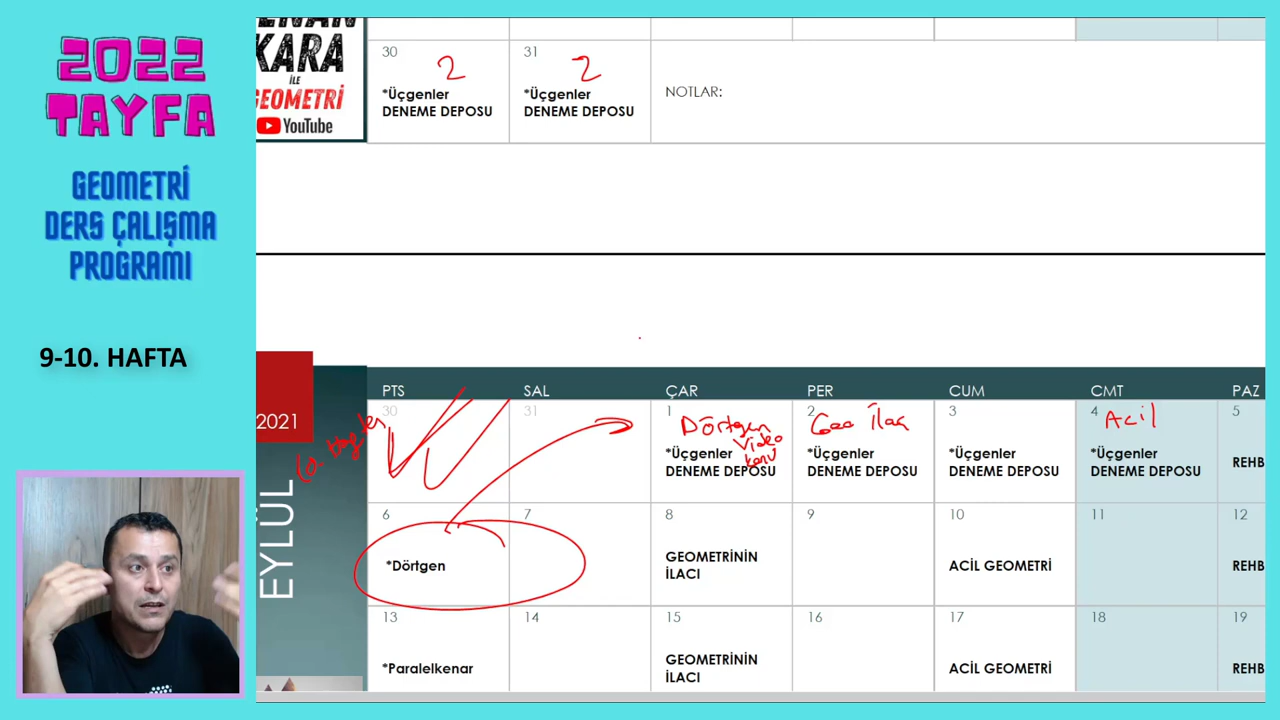 2022
TAYFA
GEOMETRİ
DERS ÇALIŞMA
PROGRAMI
9-10. HAFTA
KARA
İLE
GEOMETRİ
YouTube
30
2
*Üçgenler
DENEME DEPOSU
31
2
*Üçgenler
DENEME DEPOSU
NOTLAR:
2021
EYLÜL
10. Hafta
PTS
SAL
ÇAR
PER
CUM
CMT
PAZ
30
31
1
Dörtgen
Video
*Üçgenler
DENEME DEPOSU
2
Geo İlac
*Üçgenler
DENEME DEPOSU
3
*Üçgenler
DENEME DEPOSU
4
Acil
*Üçgenler
DENEME DEPOSU
5
REHB
6
*Dörtgen
7
8
GEOMETRİNİN
İLACI
9
10
ACİL GEOMETRİ
11
12
REHB
13
*Paralelkenar
14
15
GEOMETRİNİN
İLACI
16
17
ACİL GEOMETRİ
18
19
REHB